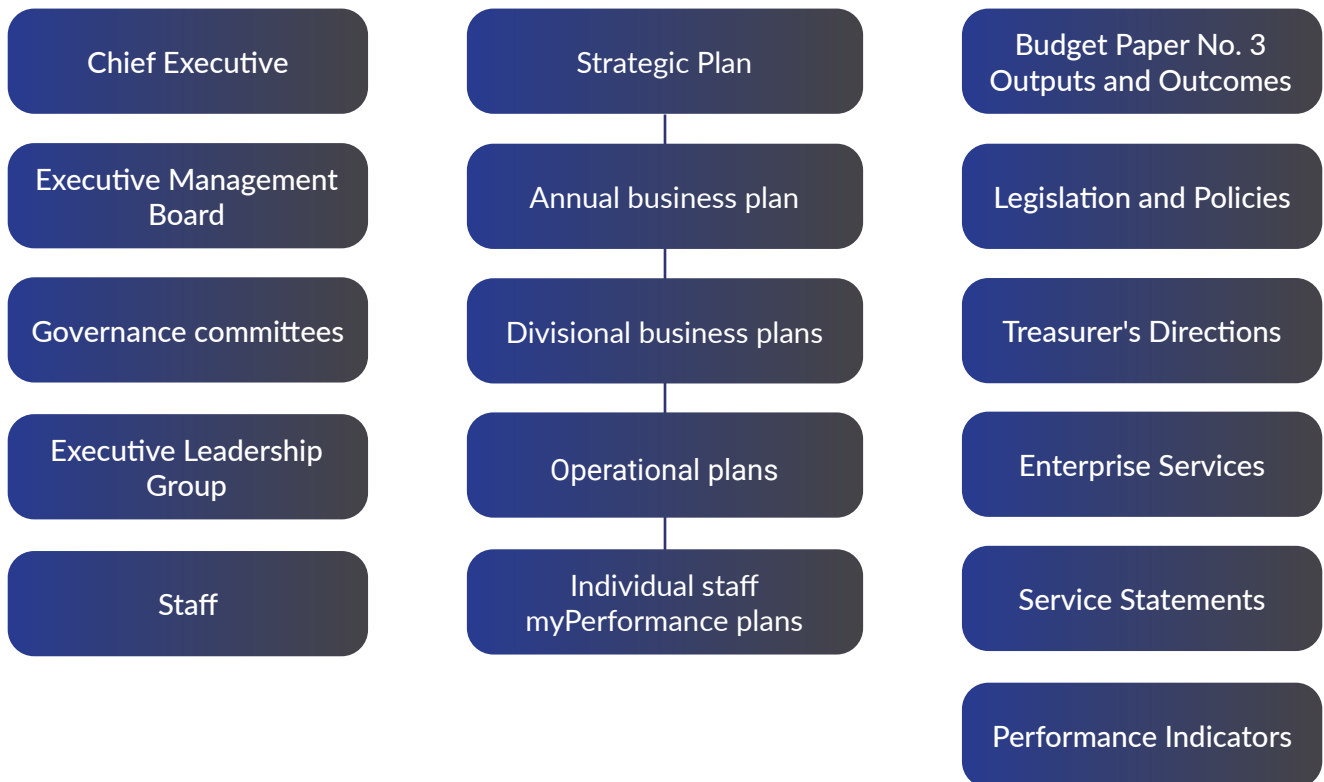 Chief Executive
Executive Management
Board
Governance committees
Executive Leadership
Group
Staff
Strategic Plan
Annual business plan
Divisional business plans
Operational plans
Individual staff
myPerformance plans
Budget Paper No. 3
Outputs and Outcomes
Legislation and Policies
Treasurer's Directions
Enterprise Services
Service Statements
Performance Indicators